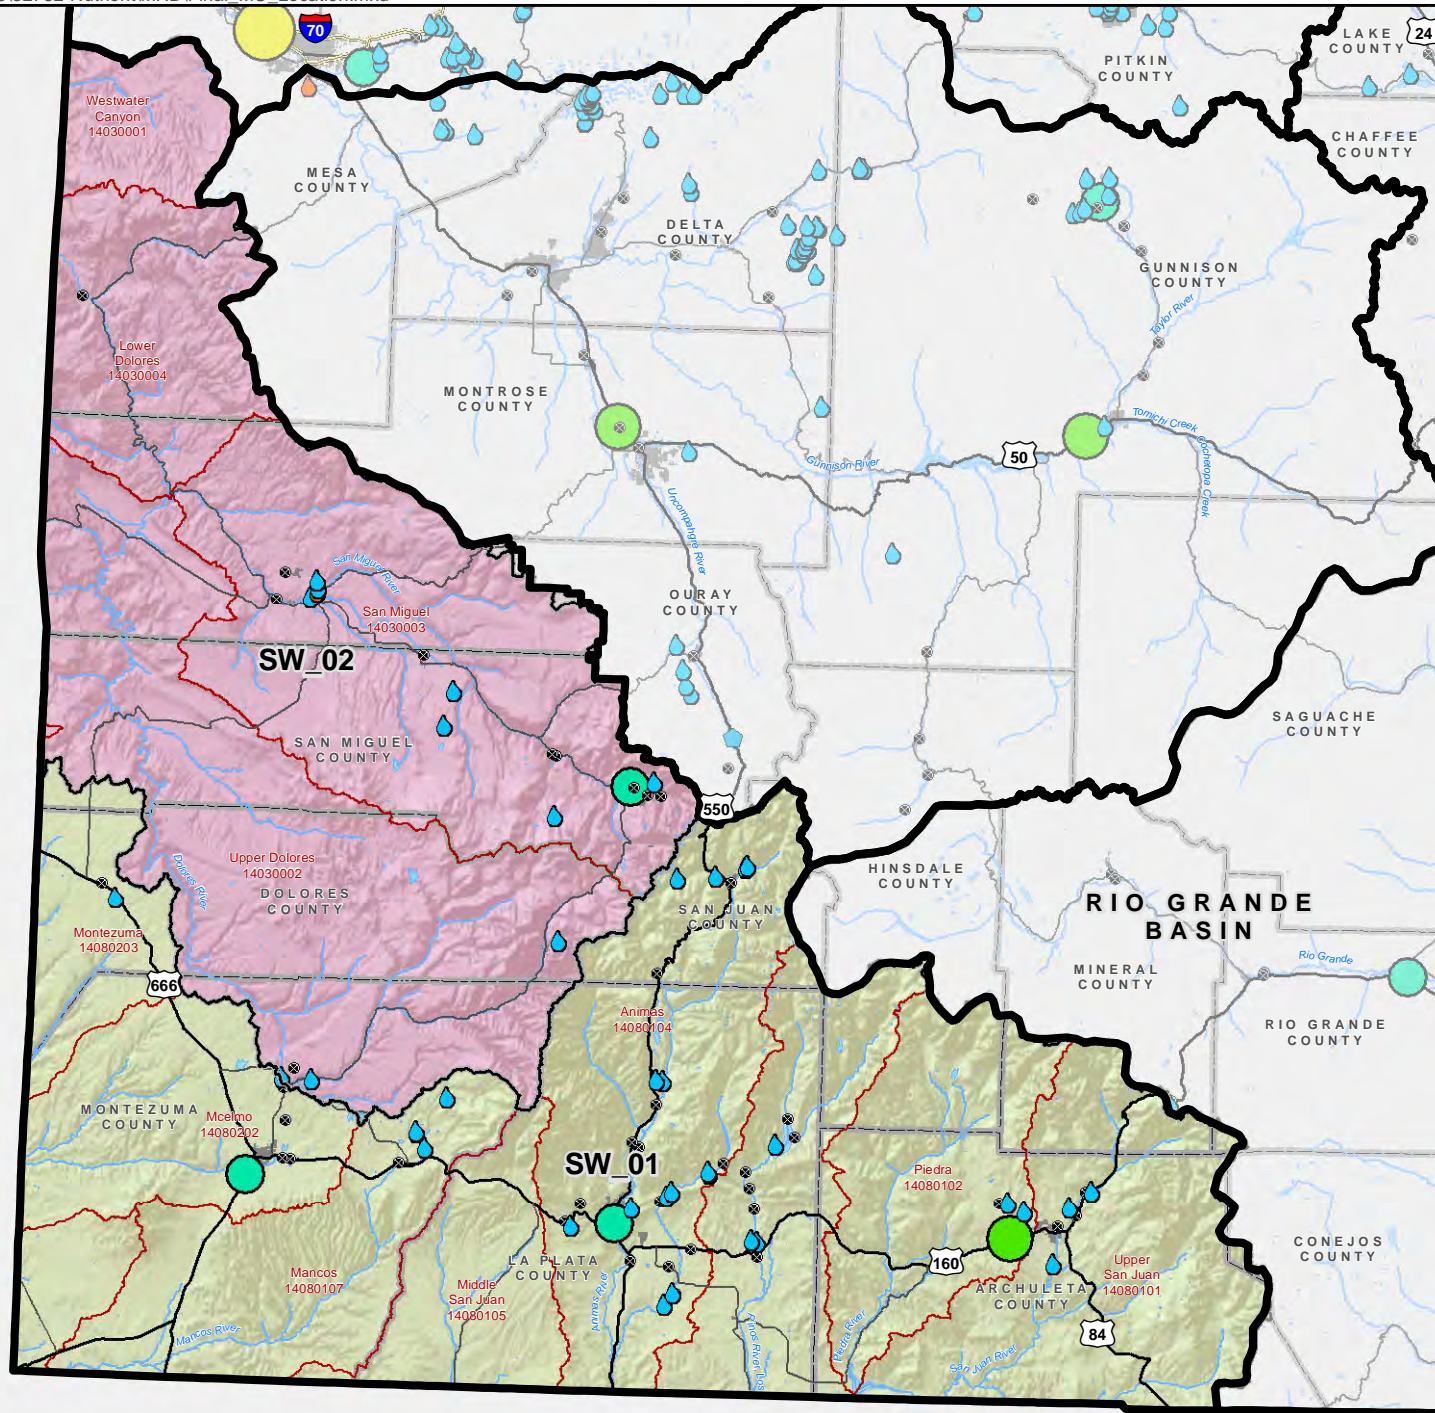 70
24
LAKE
COUNTY
PITKIN
COUNTY
Westwater
Canyon
14030001
CHAFFEE
COUNTY
MESA
COUNTY
DELTA
COUNTY
GUNNISON
COUNTY
Taylor River
Lower
Dolores
14030004
MONTROSE
COUNTY
Tomichi Creek
Cochetopa Creek
50
Gunnison River
Uncompahgre River
San Miguel River
OURAY
COUNTY
San Miguel
14030003
SW_02
SAN MIGUEL
COUNTY
SAGUACHE
COUNTY
550
Upper Dolores
14030002
Dolores River
DOLORES
COUNTY
HINSDALE
COUNTY
RIO GRANDE
BASIN
SAN JUAN
COUNTY
Montezuma
14080203
Rio Grande
MINERAL
COUNTY
666
Animas
14080104
RIO GRANDE
COUNTY
MONTEZUMA
COUNTY
Mcelmo
14080202
SW_01
Piedra
14080102
CONEJOS
COUNTY
160
LA PLATA
COUNTY
Upper
San Juan
14080101
Mancos
14080107
Middle
San Juan
14080105
ARCHULETA
COUNTY
Animas River
Mancos River
Pinos River, Los
Piedra River
San Juan River
84